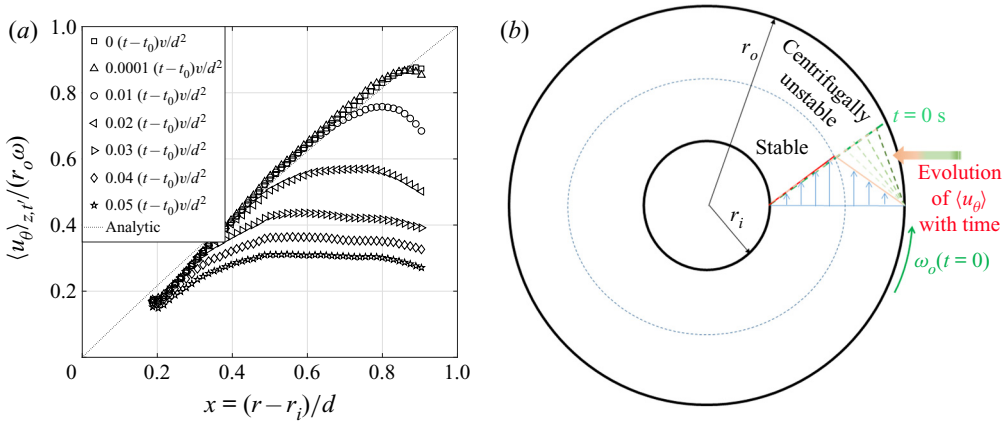 (a)
1.0
0.8
0.6
0.4
0.2
0
0.2
0.4
0.6
0.8
1.0
⟨u_θ⟩_{z,t′}/(r_oω)
x = (r − r_i)/d
0 (t − t_0)v/d^2
0.0001 (t − t_0)v/d^2
0.01 (t − t_0)v/d^2
0.02 (t − t_0)v/d^2
0.03 (t − t_0)v/d^2
0.04 (t − t_0)v/d^2
0.05 (t − t_0)v/d^2
Analytic
(b)
r_o
Centrifugally
unstable
t = 0 s
Stable
Evolution
of ⟨u_θ⟩
with time
r_i
ω_o(t = 0)